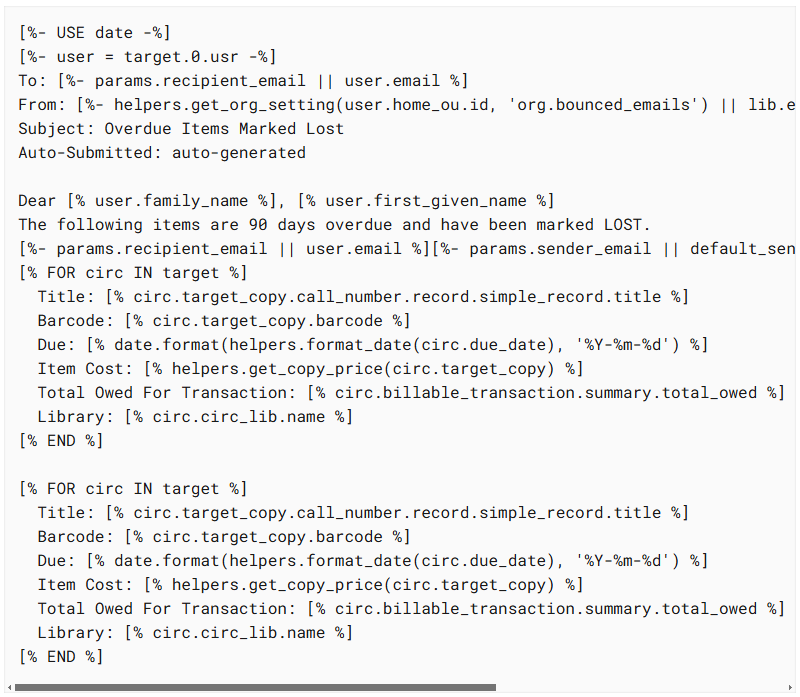 [%- USE date -%]
[%- user = target.0.usr -%]
To: [%- params.recipient_email || user.email %]
From: [%- helpers.get_org_setting(user.home_ou.id, 'org.bounced_emails') || lib.e
Subject: Overdue Items Marked Lost
Auto-Submitted: auto-generated

Dear [% user.family_name %], [% user.first_given_name %]
The following items are 90 days overdue and have been marked LOST.
[%- params.recipient_email || user.email %][%- params.sender_email || default_sen
[% FOR circ IN target %]
  Title: [% circ.target_copy.call_number.record.simple_record.title %]
  Barcode: [% circ.target_copy.barcode %]
  Due: [% date.format(helpers.format_date(circ.due_date), '%Y-%m-%d') %]
  Item Cost: [% helpers.get_copy_price(circ.target_copy) %]
  Total Owed For Transaction: [% circ.billable_transaction.summary.total_owed %]
  Library: [% circ.circ_lib.name %]
[% END %]

[% FOR circ IN target %]
  Title: [% circ.target_copy.call_number.record.simple_record.title %]
  Barcode: [% circ.target_copy.barcode %]
  Due: [% date.format(helpers.format_date(circ.due_date), '%Y-%m-%d') %]
  Item Cost: [% helpers.get_copy_price(circ.target_copy) %]
  Total Owed For Transaction: [% circ.billable_transaction.summary.total_owed %]
  Library: [% circ.circ_lib.name %]
[% END %]